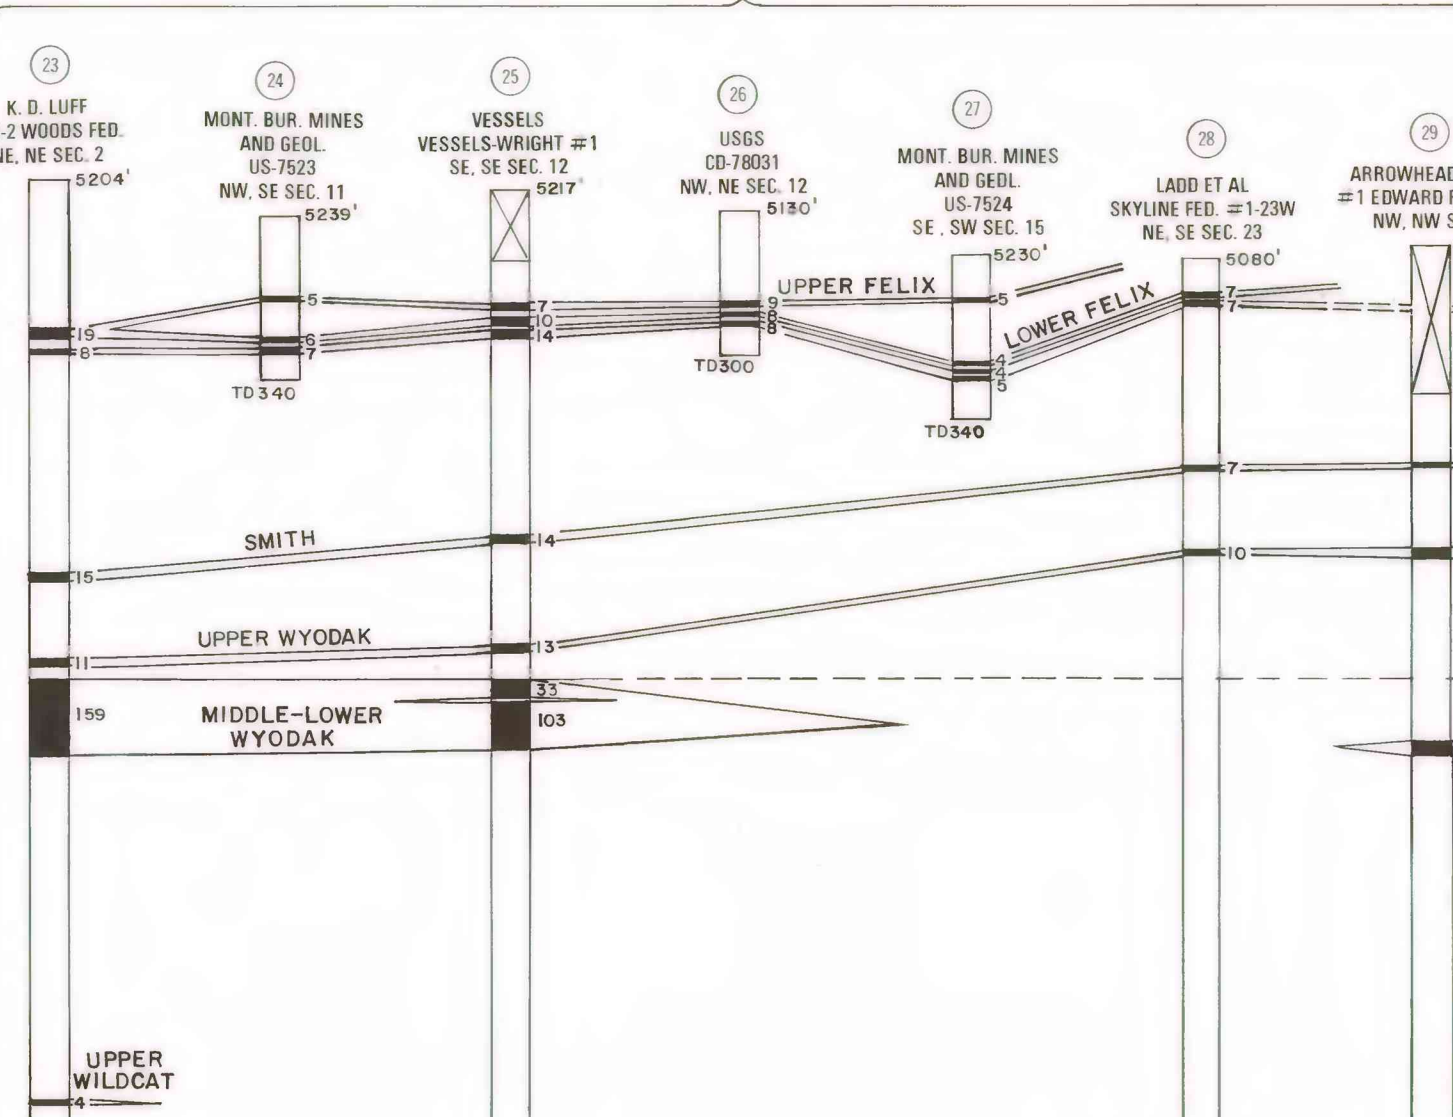 23
K. D. LUFF
-2 WOODS FED.
NE, NE SEC. 2
5204'
24
MONT. BUR. MINES
AND GEOL.
US-7523
NW, SE SEC. 11
5239'
25
VESSELS
VESSELS-WRIGHT #1
SE, SE SEC. 12
5217'
26
USGS
CD-78031
NW, NE SEC. 12
5130'
27
MONT. BUR. MINES
AND GEOL.
US-7524
SE, SW SEC. 15
5230'
28
LADD ET AL
SKYLINE FED. #1-23W
NE, SE SEC. 23
5080'
29
ARROWHEAD
#1 EDWARD
NW, NW S
UPPER FELIX
LOWER FELIX
19
8
5
6
7
TD340
7
10
14
9
8
8
TD300
5
4
4
5
TD340
7
7
SMITH
15
14
7
UPPER WYODAK
11
13
10
MIDDLE-LOWER
WYODAK
159
33
103
UPPER
WILDCAT
4